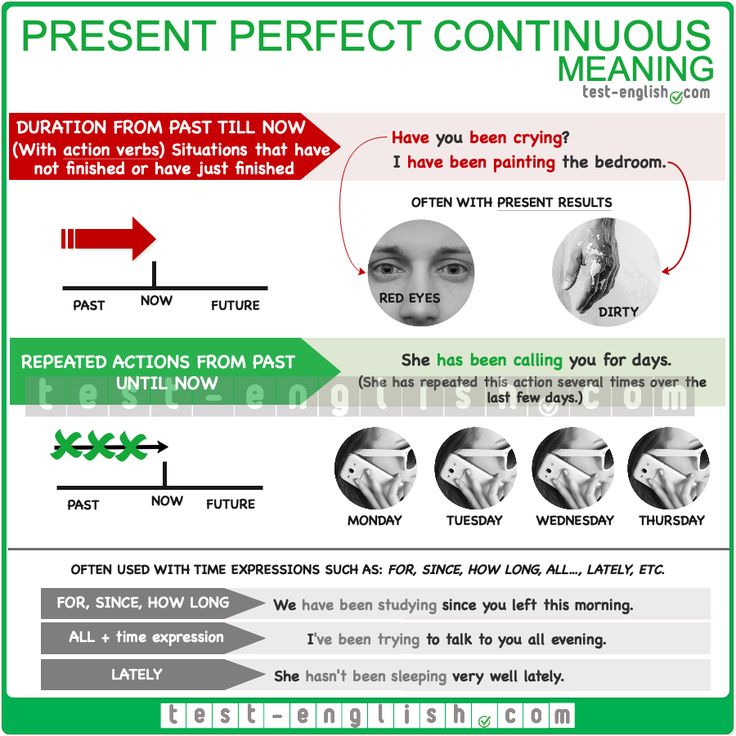 PRESENT PERFECT CONTINUOUS
MEANING
test-english.com
DURATION FROM PAST TILL NOW
(With action verbs) Situations that have
not finished or have just finished
Have you been crying?
I have been painting the bedroom.
OFTEN WITH PRESENT RESULTS
RED EYES
DIRTY
PAST
NOW
FUTURE
REPEATED ACTIONS FROM PAST
UNTIL NOW
She has been calling you for days.
(She has repeated this action several times over the
last few days.)
test-english.com
PAST
NOW
FUTURE
MONDAY
TUESDAY
WEDNESDAY
THURSDAY
OFTEN USED WITH TIME EXPRESSIONS SUCH AS: FOR, SINCE, HOW LONG, ALL..., LATELY, ETC.
FOR, SINCE, HOW LONG
We have been studying since you left this morning.
ALL + time expression
I've been trying to talk to you all evening.
LATELY
She hasn't been sleeping very well lately.
test-english.com